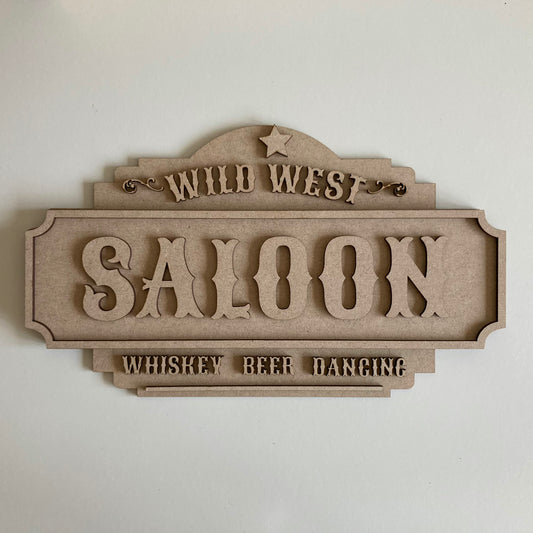 WILD WEST
SALOON
WHISKEY BEER DANCING